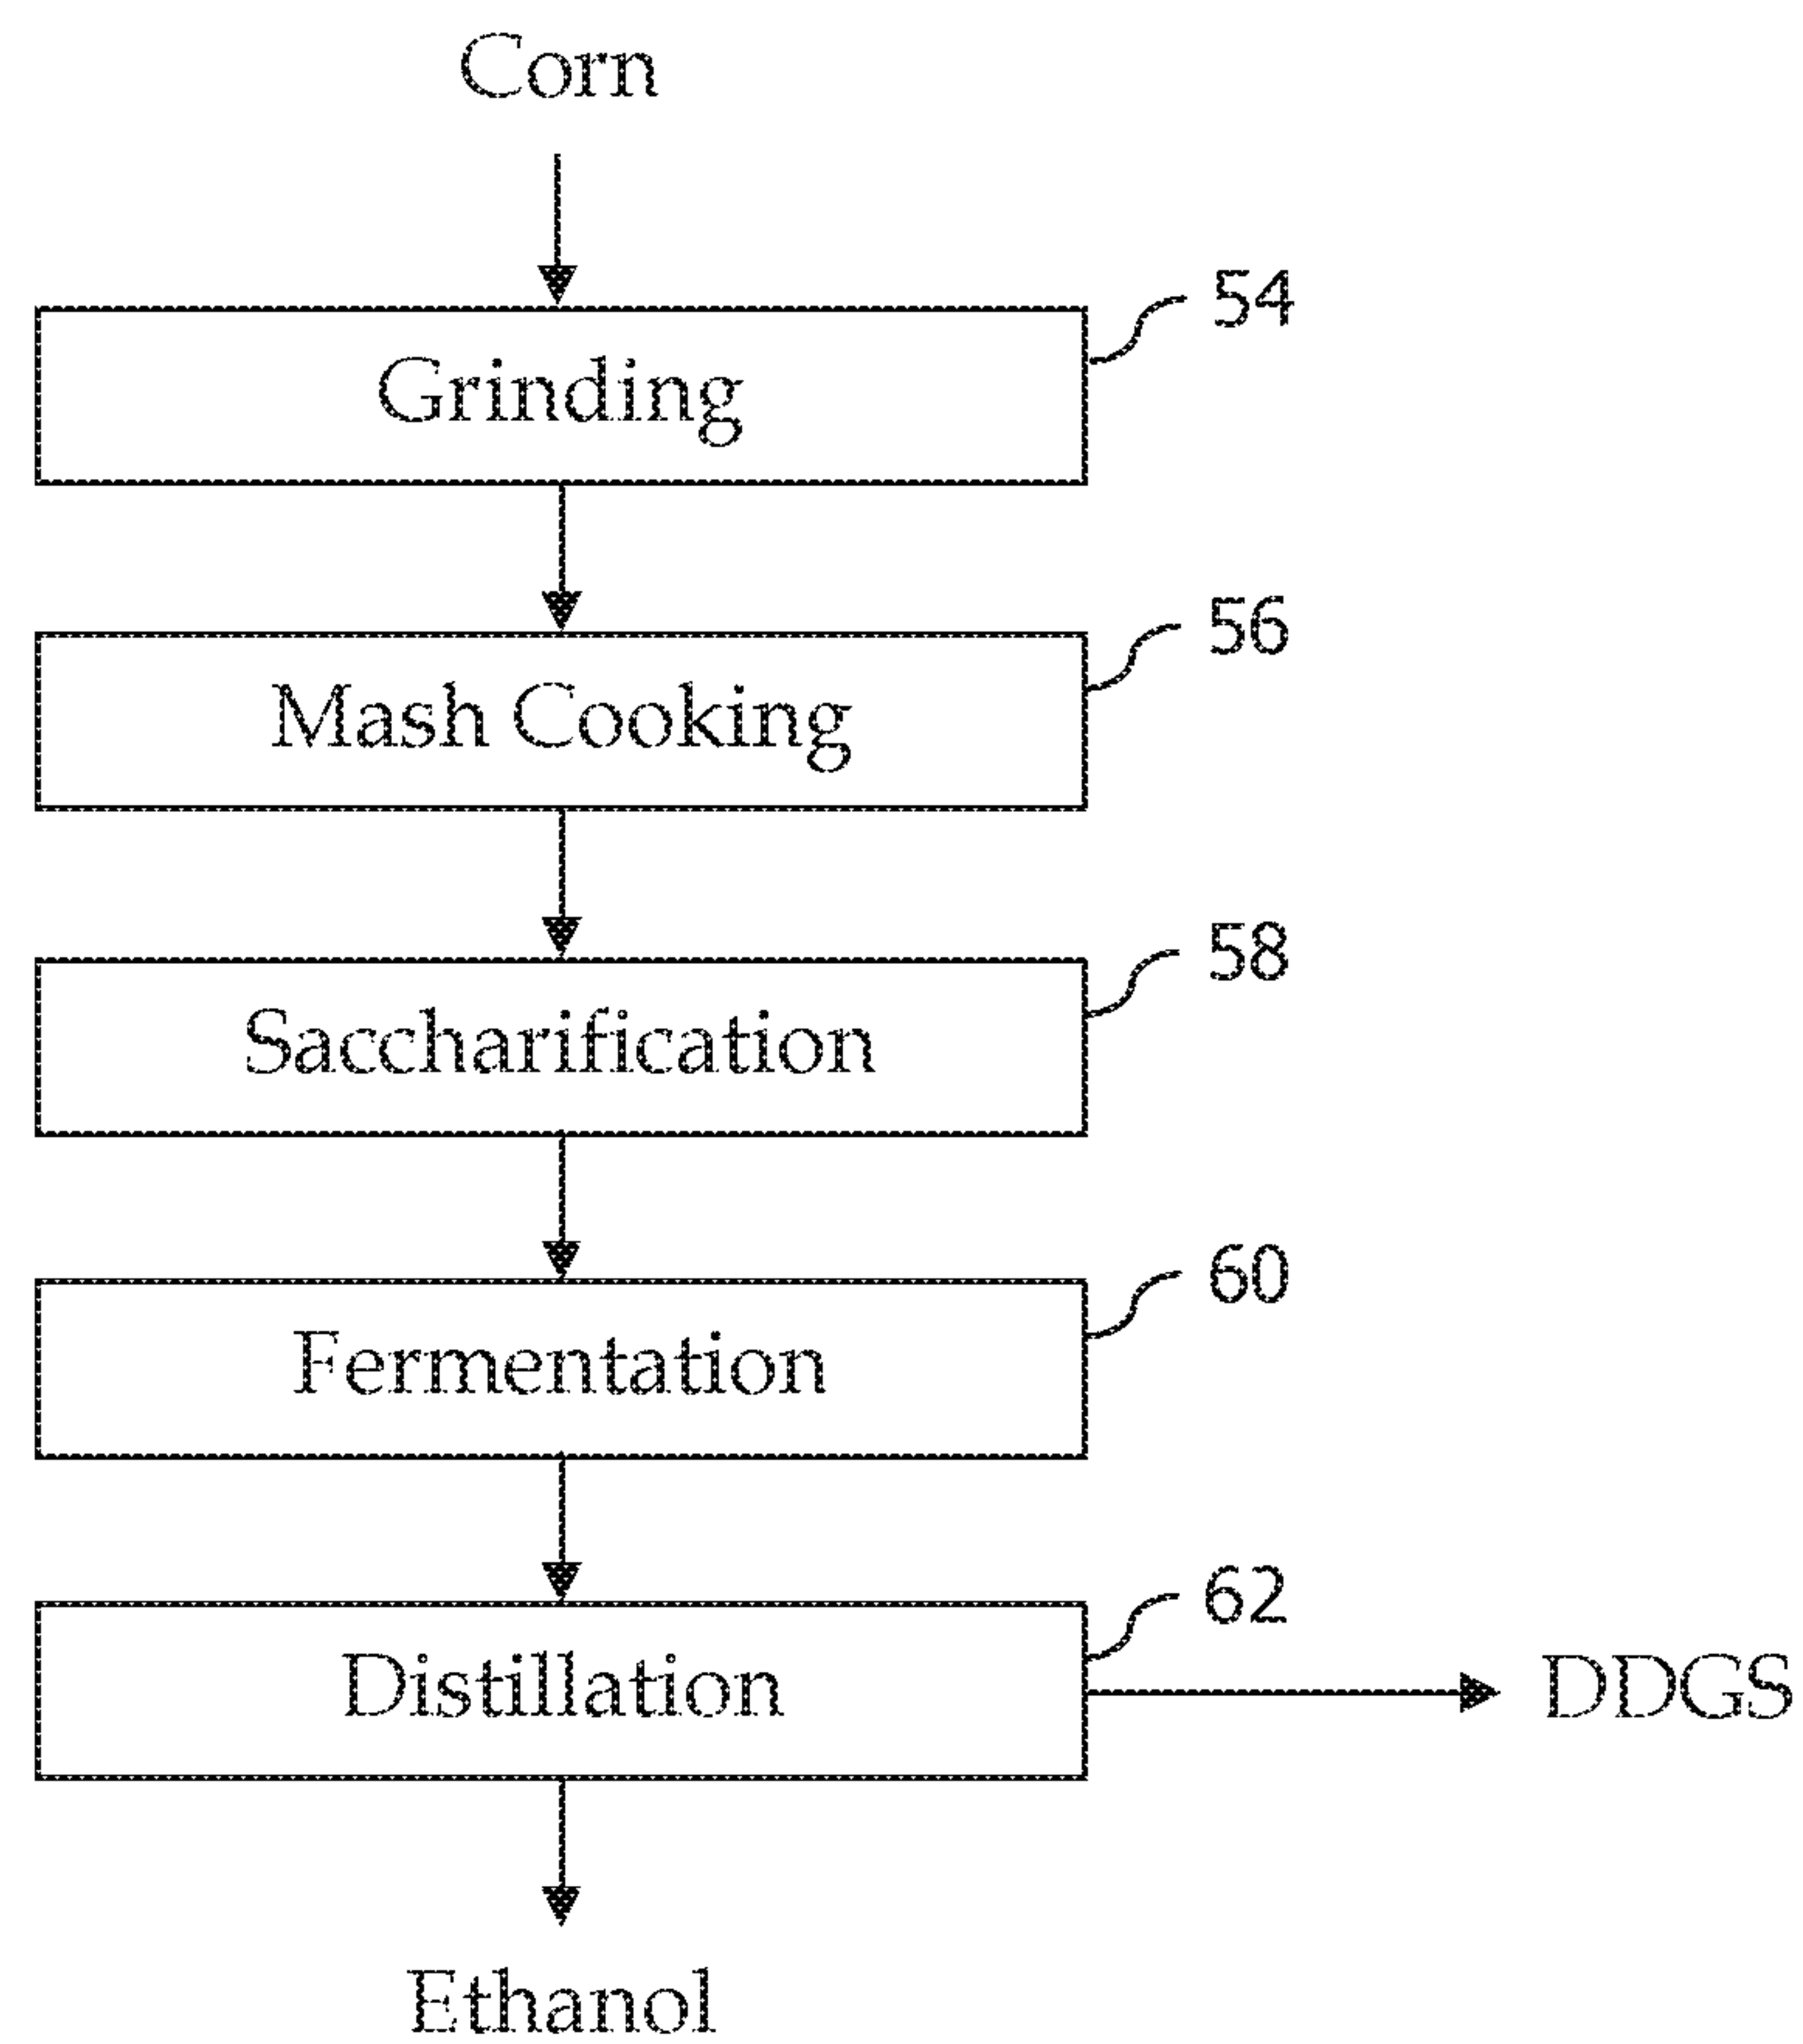 Corn
54
Grinding
56
Mash Cooking
58
Saccharification
60
Fermentation
62
Distillation
DDGS
Ethanol